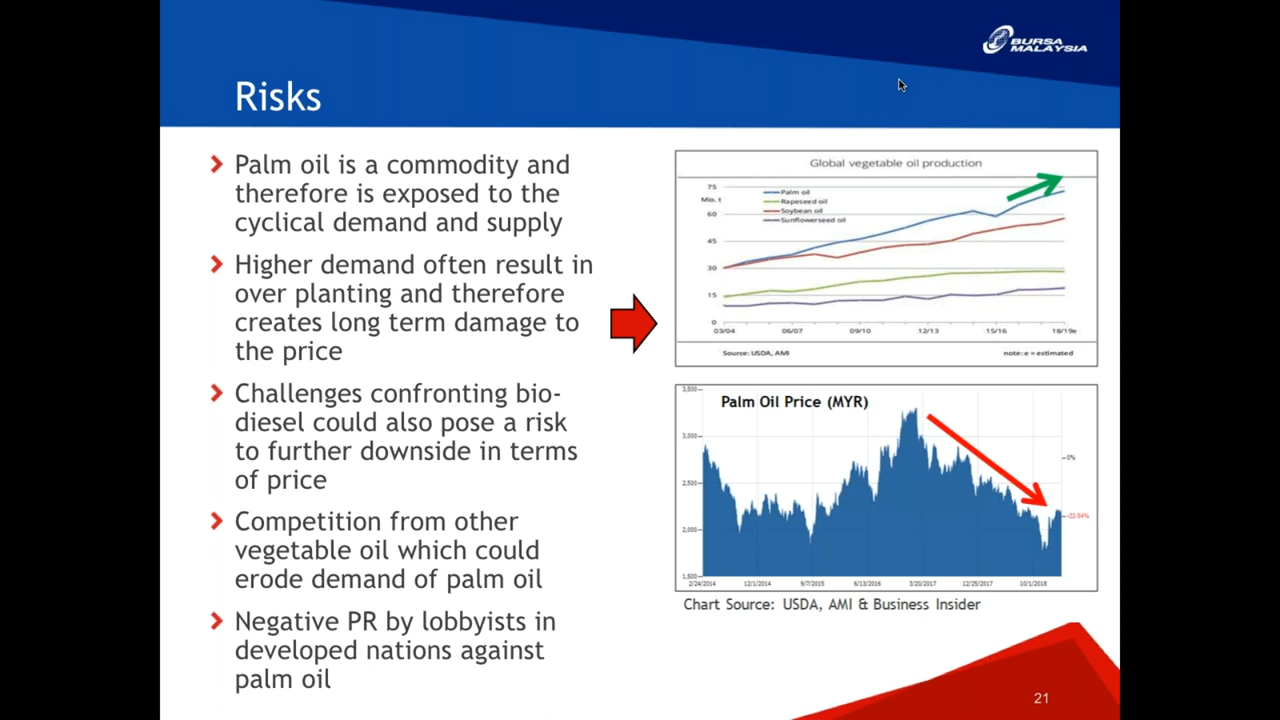 BURSA
MALAYSIA
Risks
Palm oil is a commodity and
therefore is exposed to the
cyclical demand and supply
Higher demand often result in
over planting and therefore
creates long term damage to
the price
Challenges confronting bio-
diesel could also pose a risk
to further downside in terms
of price
Competition from other
vegetable oil which could
erode demand of palm oil
Negative PR by lobbyists in
developed nations against
palm oil
Global vegetable oil production
75
Mio. t
60
45
30
15
0
Palm oil
Rapeseed oil
Soybean oil
Sunflowerseed oil
03/04 06/07 09/10 12/13 15/16 18/19e
Source: USDA, AMI note: e = estimated
Palm Oil Price (MYR)
3,500
3,000
2,500
2,000
1,500
0%
-22.54%
2/24/2014 12/1/2014 9/7/2015 6/13/2016 3/20/2017 12/25/2017 10/1/2018
Chart Source: USDA, AMI & Business Insider
21